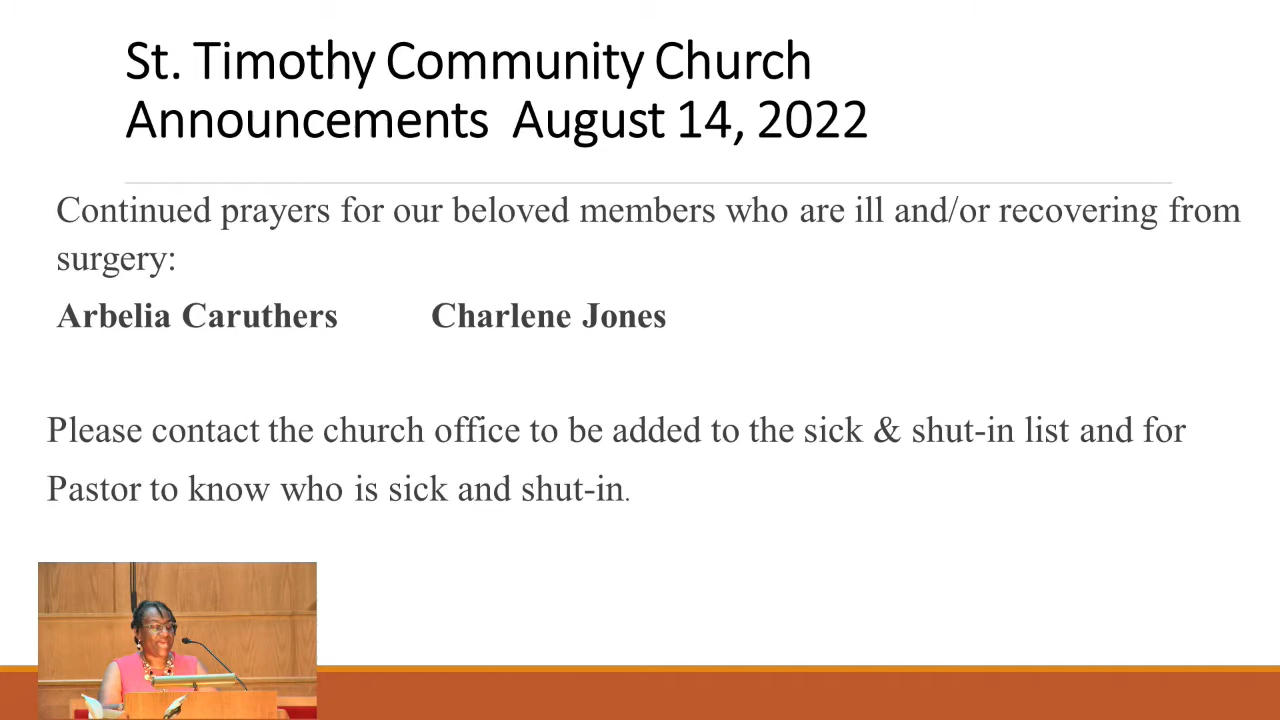 St. Timothy Community Church
Announcements August 14, 2022
Continued prayers for our beloved members who are ill and/or recovering from
surgery:
Arbelia Caruthers Charlene Jones
Please contact the church office to be added to the sick & shut-in list and for
Pastor to know who is sick and shut-in.